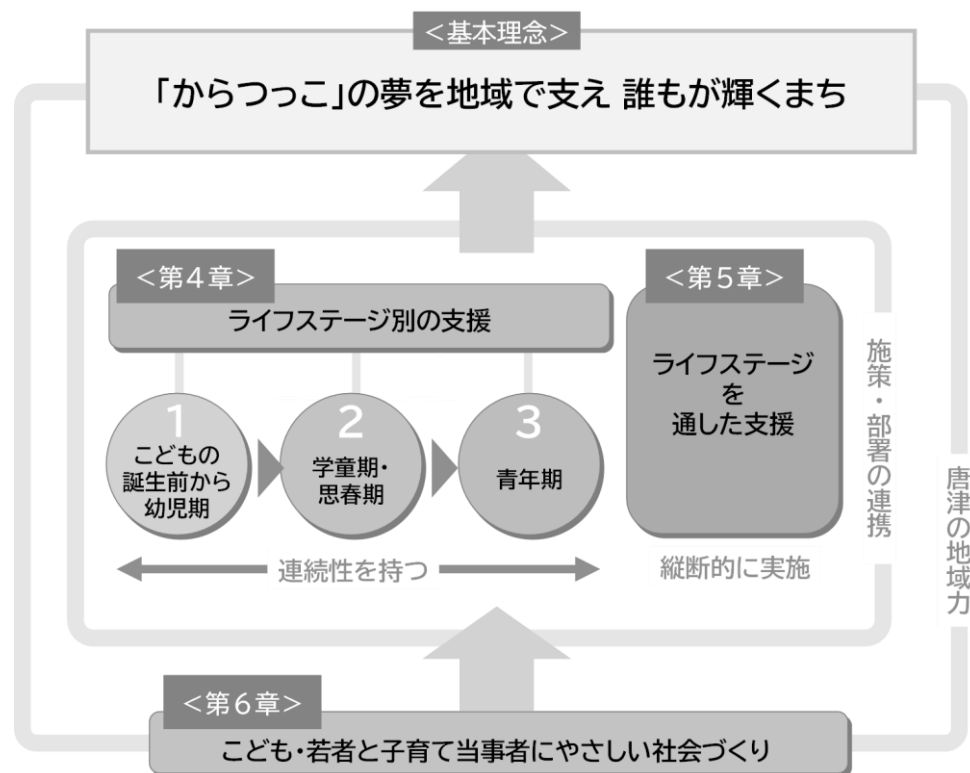 ＜基本理念＞
「からつっこ」の夢を地域で支え 誰もが輝くまち
＜第４章＞
ライフステージ別の支援
1
こどもの
誕生前から
幼児期
2
学童期・
思春期
3
青年期
連続性を持つ
＜第５章＞
ライフステージ
を
通した支援
縦断的に実施
施策・部署の連携
唐津の地域力
＜第６章＞
こども・若者と子育て当事者にやさしい社会づくり